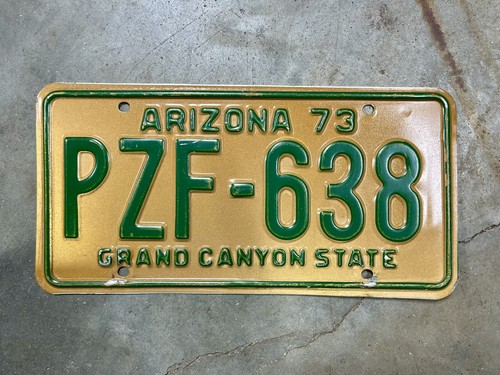 ARIZONA 73
PZF-638
GRAND CANYON STATE